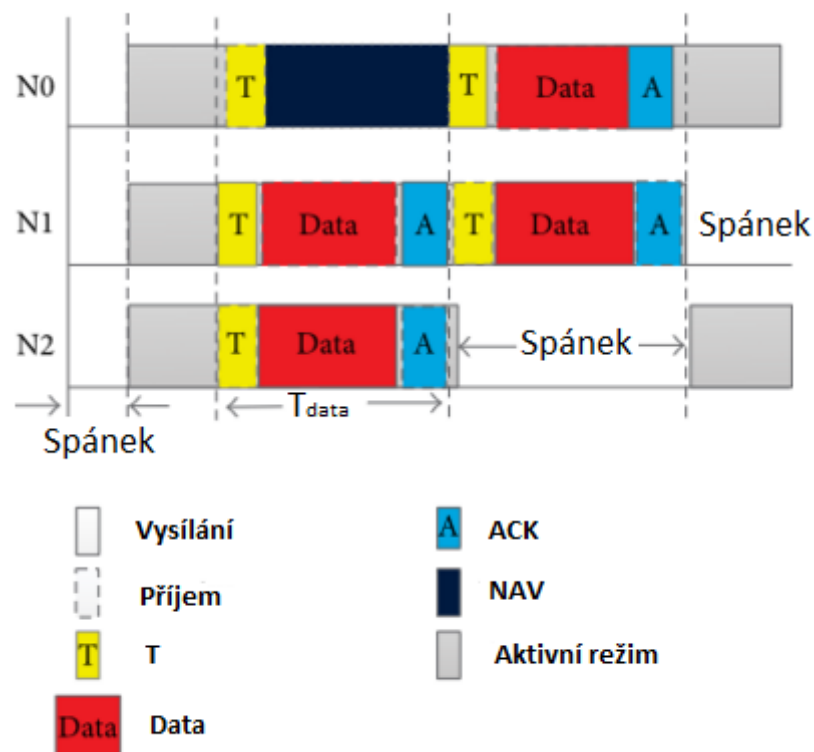 N0 T T Data A
N1 T Data A T Data A Spánek
N2 T Data A Spánek
Tdata
Spánek
Vysílání A ACK
Příjem NAV
T T Aktivní režim
Data Data